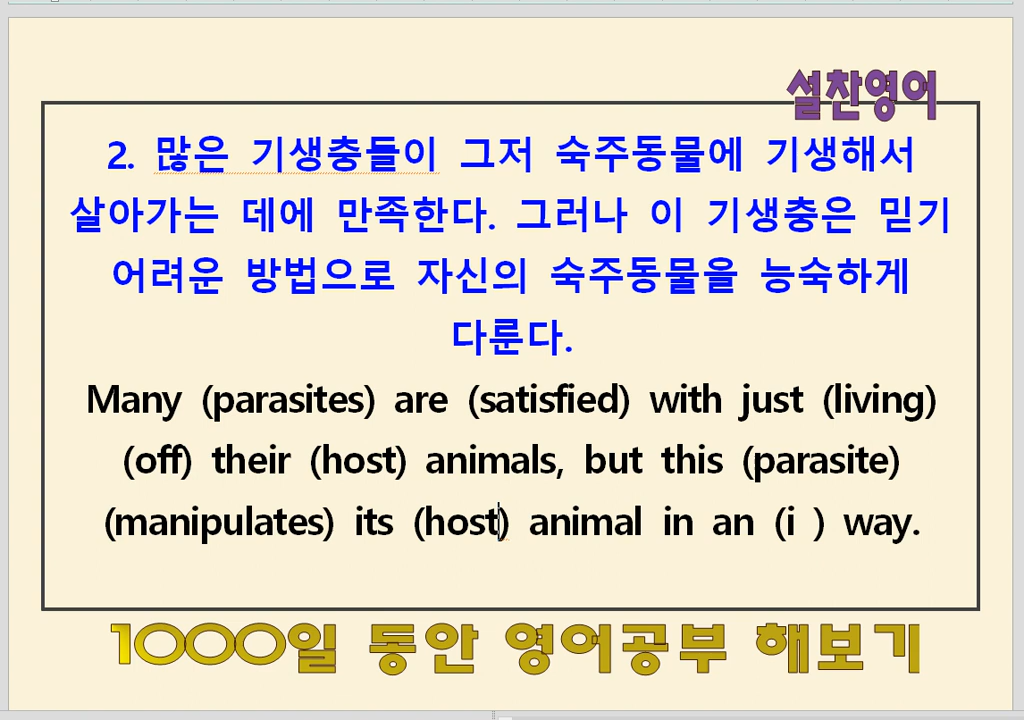 설찬영어
2. 많은 기생충들이 그저 숙주동물에 기생해서
살아가는 데에 만족한다. 그러나 이 기생충은 믿기
어려운 방법으로 자신의 숙주동물을 능숙하게
다룬다.
Many (parasites) are (satisfied) with just (living)
(off) their (host) animals, but this (parasite)
(manipulates) its (host) animal in an (i ) way.
1000일 동안 영어공부 해보기